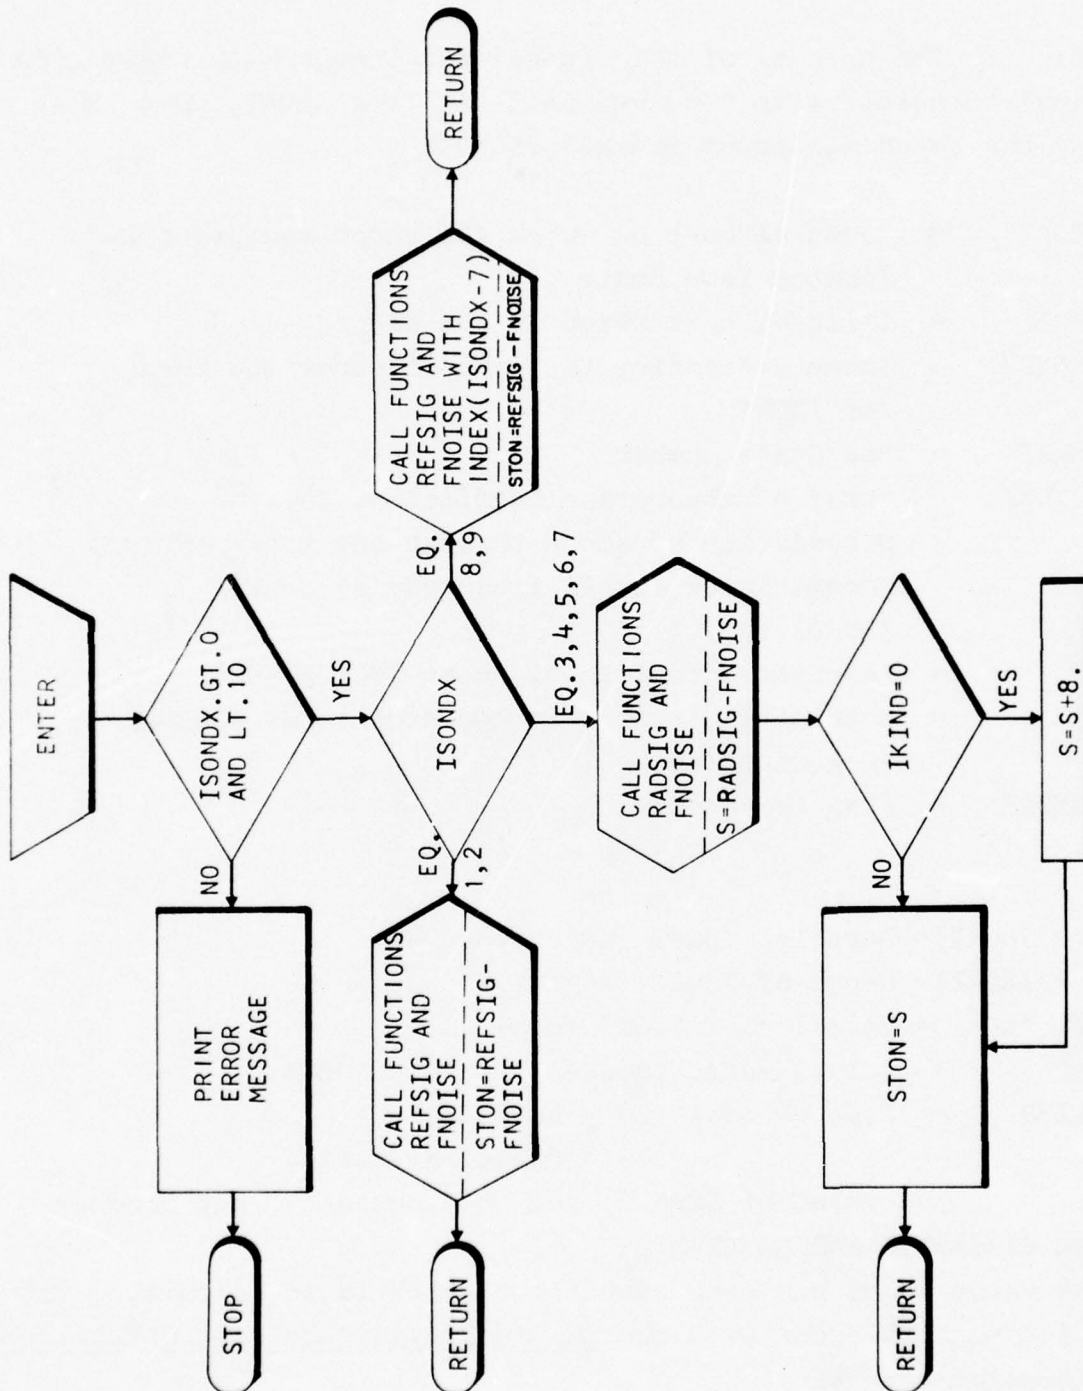 ENTER
ISONDX.GT.0
AND LT.10
NO
YES
PRINT
ERROR
MESSAGE
STOP
ISONDX
EQ.
1,2
CALL FUNCTIONS
REFSIG AND
FNOISE
STON=REFSIG-
FNOISE
RETURN
EQ.
8,9
CALL FUNCTIONS
REFSIG AND
FNOISE WITH
INDEX(ISONDX-7)
STON=REFSIG-FNOISE
RETURN
EQ.3,4,5,6,7
CALL FUNCTIONS
RADSIG AND
FNOISE
S=RADSIG-FNOISE
IKIND=0
NO
YES
S=S+8.
STON=S
RETURN